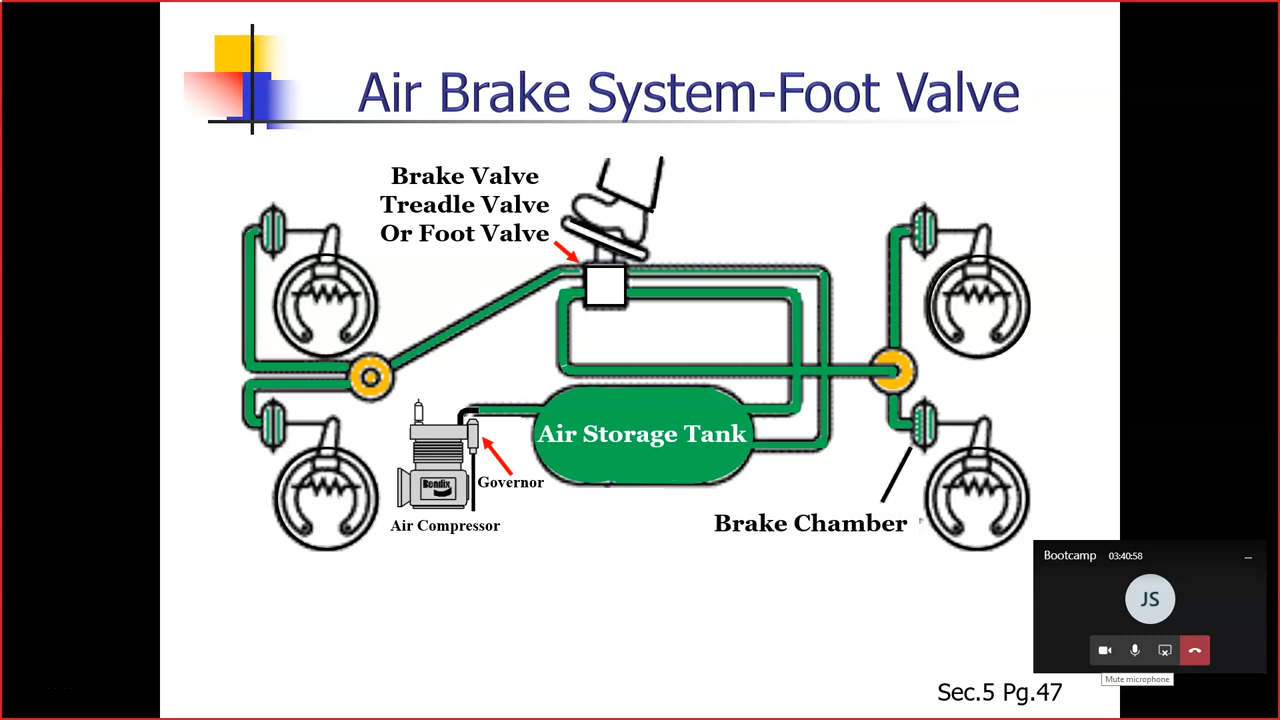 Air Brake System-Foot Valve
Brake Valve
Treadle Valve
Or Foot Valve
Air Storage Tank
Bendix
Governor
Air Compressor
Brake Chamber
Bootcamp 03:40:58
JS
Mute microphone
Sec.5 Pg.47